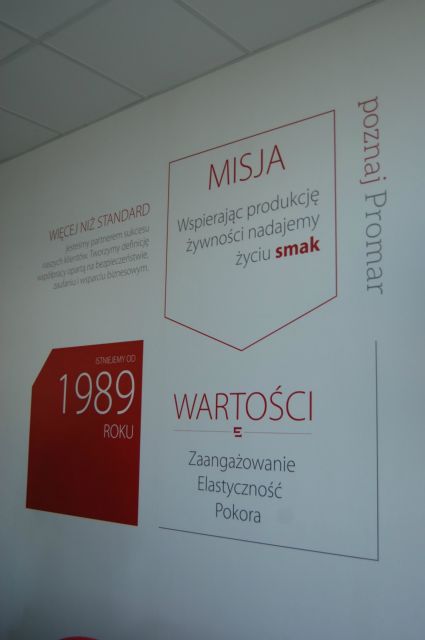 WIĘCEJ NIŻ STANDARD
Jesteśmy partnerem sukcesu
naszych klientów. Tworzymy definicję
współpracy opartą na bezpieczeństwie,
zaufaniu i wsparciu biznesowym.
MISJA
Wspierając produkcję
żywności nadajemy
życiu smak
poznaj Promar
ISTNIEJEMY OD
1989
ROKU
WARTOŚCI
Zaangażowanie
Elastyczność
Pokora